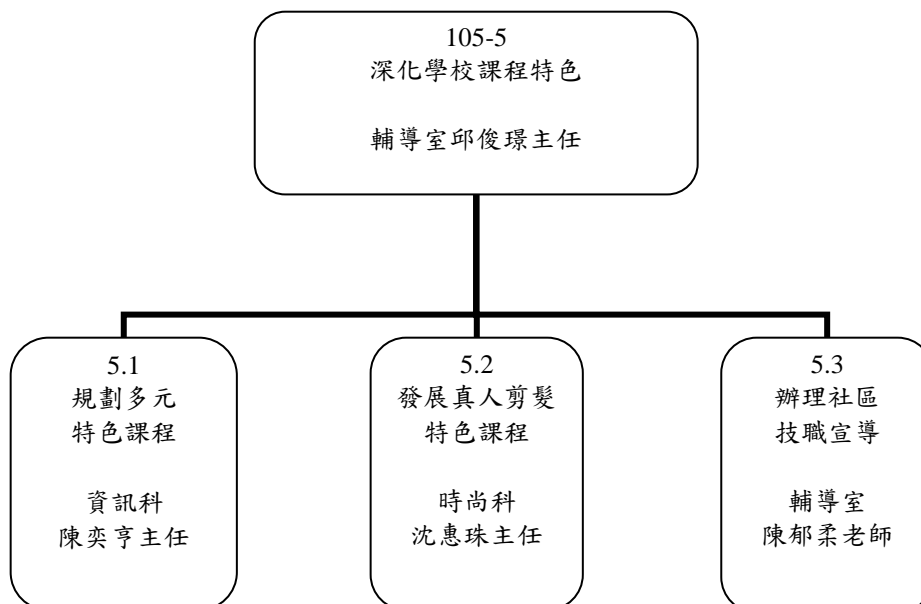 105-5
深化學校課程特色
輔導室邱俊璟主任
5.1
規劃多元
特色課程
資訊科
陳奕亨主任
5.2
發展真人剪髮
特色課程
時尚科
沈惠珠主任
5.3
辦理社區
技職宣導
輔導室
陳郁柔老師